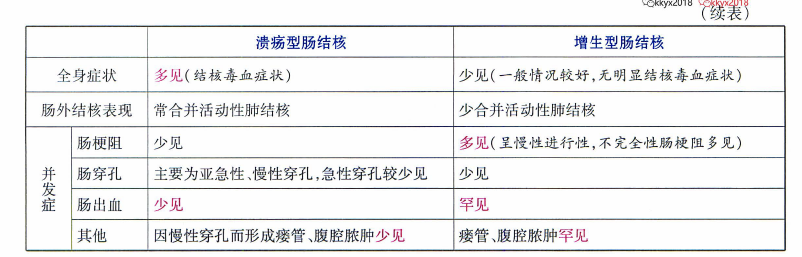 kkyx2018 kkyx2018
（续表）
溃疡型肠结核 增生型肠结核
全身症状 多见(结核毒血症状) 少见(一般情况较好,无明显结核毒血症状)
肠外结核表现 常合并活动性肺结核 少合并活动性肺结核
并发症 肠梗阻 少见 多见(呈慢性进行性,不完全性肠梗阻多见)
肠穿孔 主要为亚急性、慢性穿孔,急性穿孔较少见 少见
肠出血 少见 罕见
其他 因慢性穿孔而形成瘘管、腹腔脓肿少见 瘘管、腹腔脓肿罕见